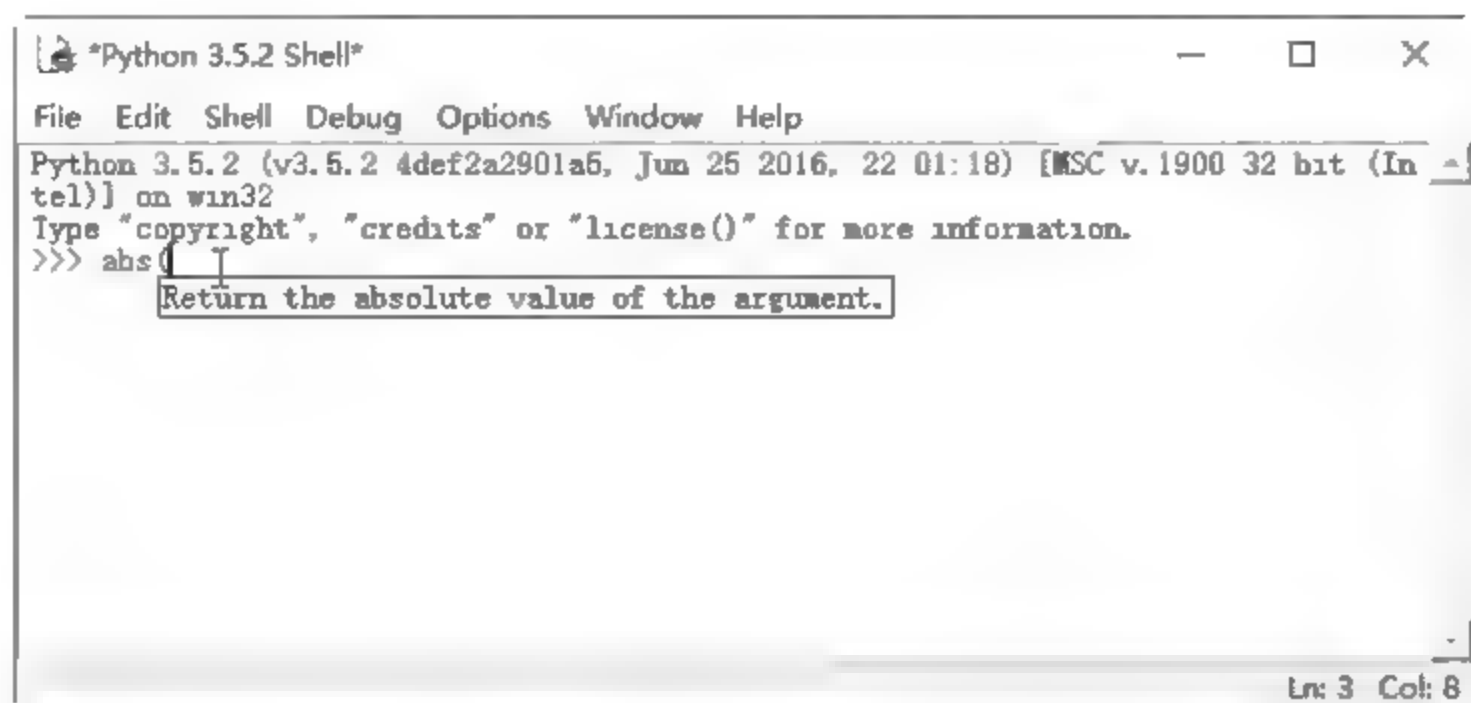 *Python 3.5.2 Shell*
File Edit Shell Debug Options Window Help
Python 3.5.2 (v3.5.2 4def2a2901a5, Jun 25 2016, 22 01:18) [MSC v.1900 32 bit (In
tel)] on win32
Type "copyright", "credits" or "license()" for more information.
>>> abs(
Return the absolute value of the argument.
Ln: 3 Col: 8